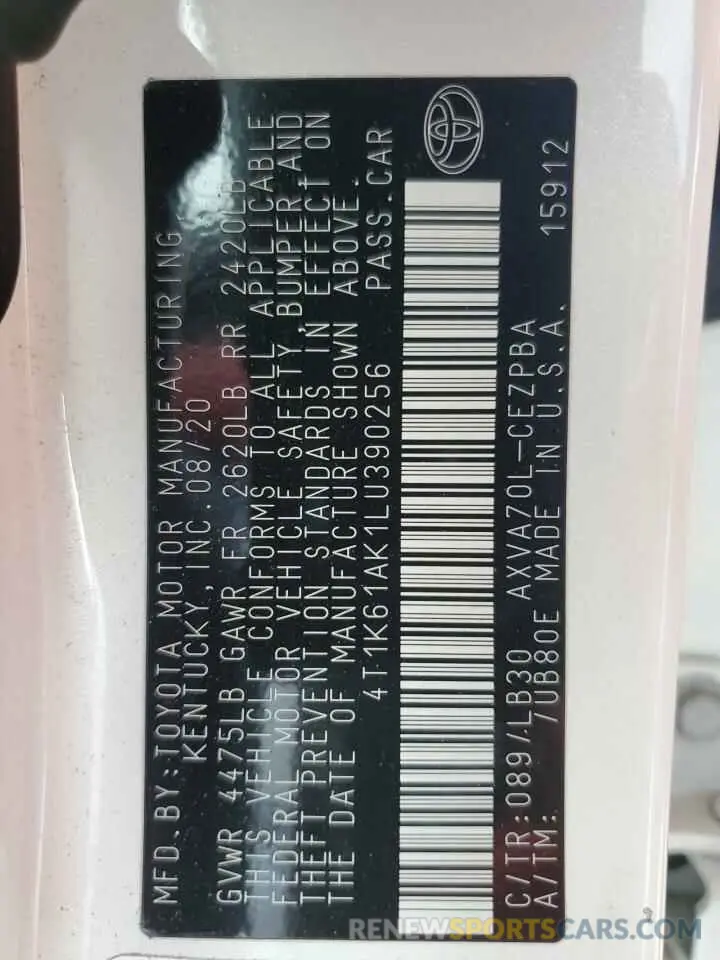 MFD.BY:TOYOTA MOTOR MANUFACTURING
KENTUCKY,INC.08/20
GVWR 4475LB GAWR FR 2620LB RR 2420LB
THIS VEHICLE CONFORMS TO ALL APPLICABLE
FEDERAL MOTOR VEHICLE SAFETY,BUMPER,AND
THEFT PREVENTION STANDARDS IN EFFECT ON
THE DATE OF MANUFACTURE SHOWN ABOVE.
4T1K61AK1LU390256 PASS.CAR
C/TR:089/LB30 AXVA70L-CEZPBA
A/TM: 7UB80E MADE IN U.S.A. 15912
RENEWSPORTSCARS.COM